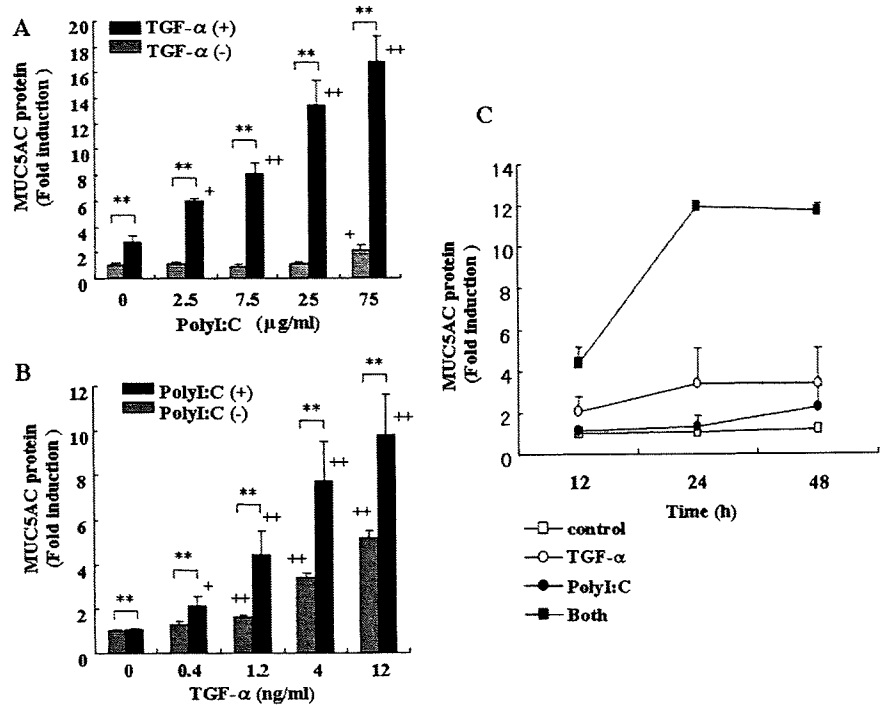 A
MUC5AC protein
(Fold induction)
20
18
16
14
12
10
8
6
4
2
0
TGF-α (+)
TGF-α (-)
**
**
+
**
++
**
++
**
+
++
0 2.5 7.5 25 75
PolyI:C (μg/ml)
B
MUC5AC protein
(Fold induction)
12
10
8
6
4
2
0
PolyI:C (+)
PolyI:C (-)
**
**
+
**
++
++
**
++
++
**
++
++
0 0.4 1.2 4 12
TGF-α (ng/ml)
C
MUC5AC protein
(Fold induction)
14
12
10
8
6
4
2
0
12 24 48
Time (h)
control
TGF-α
PolyI:C
Both